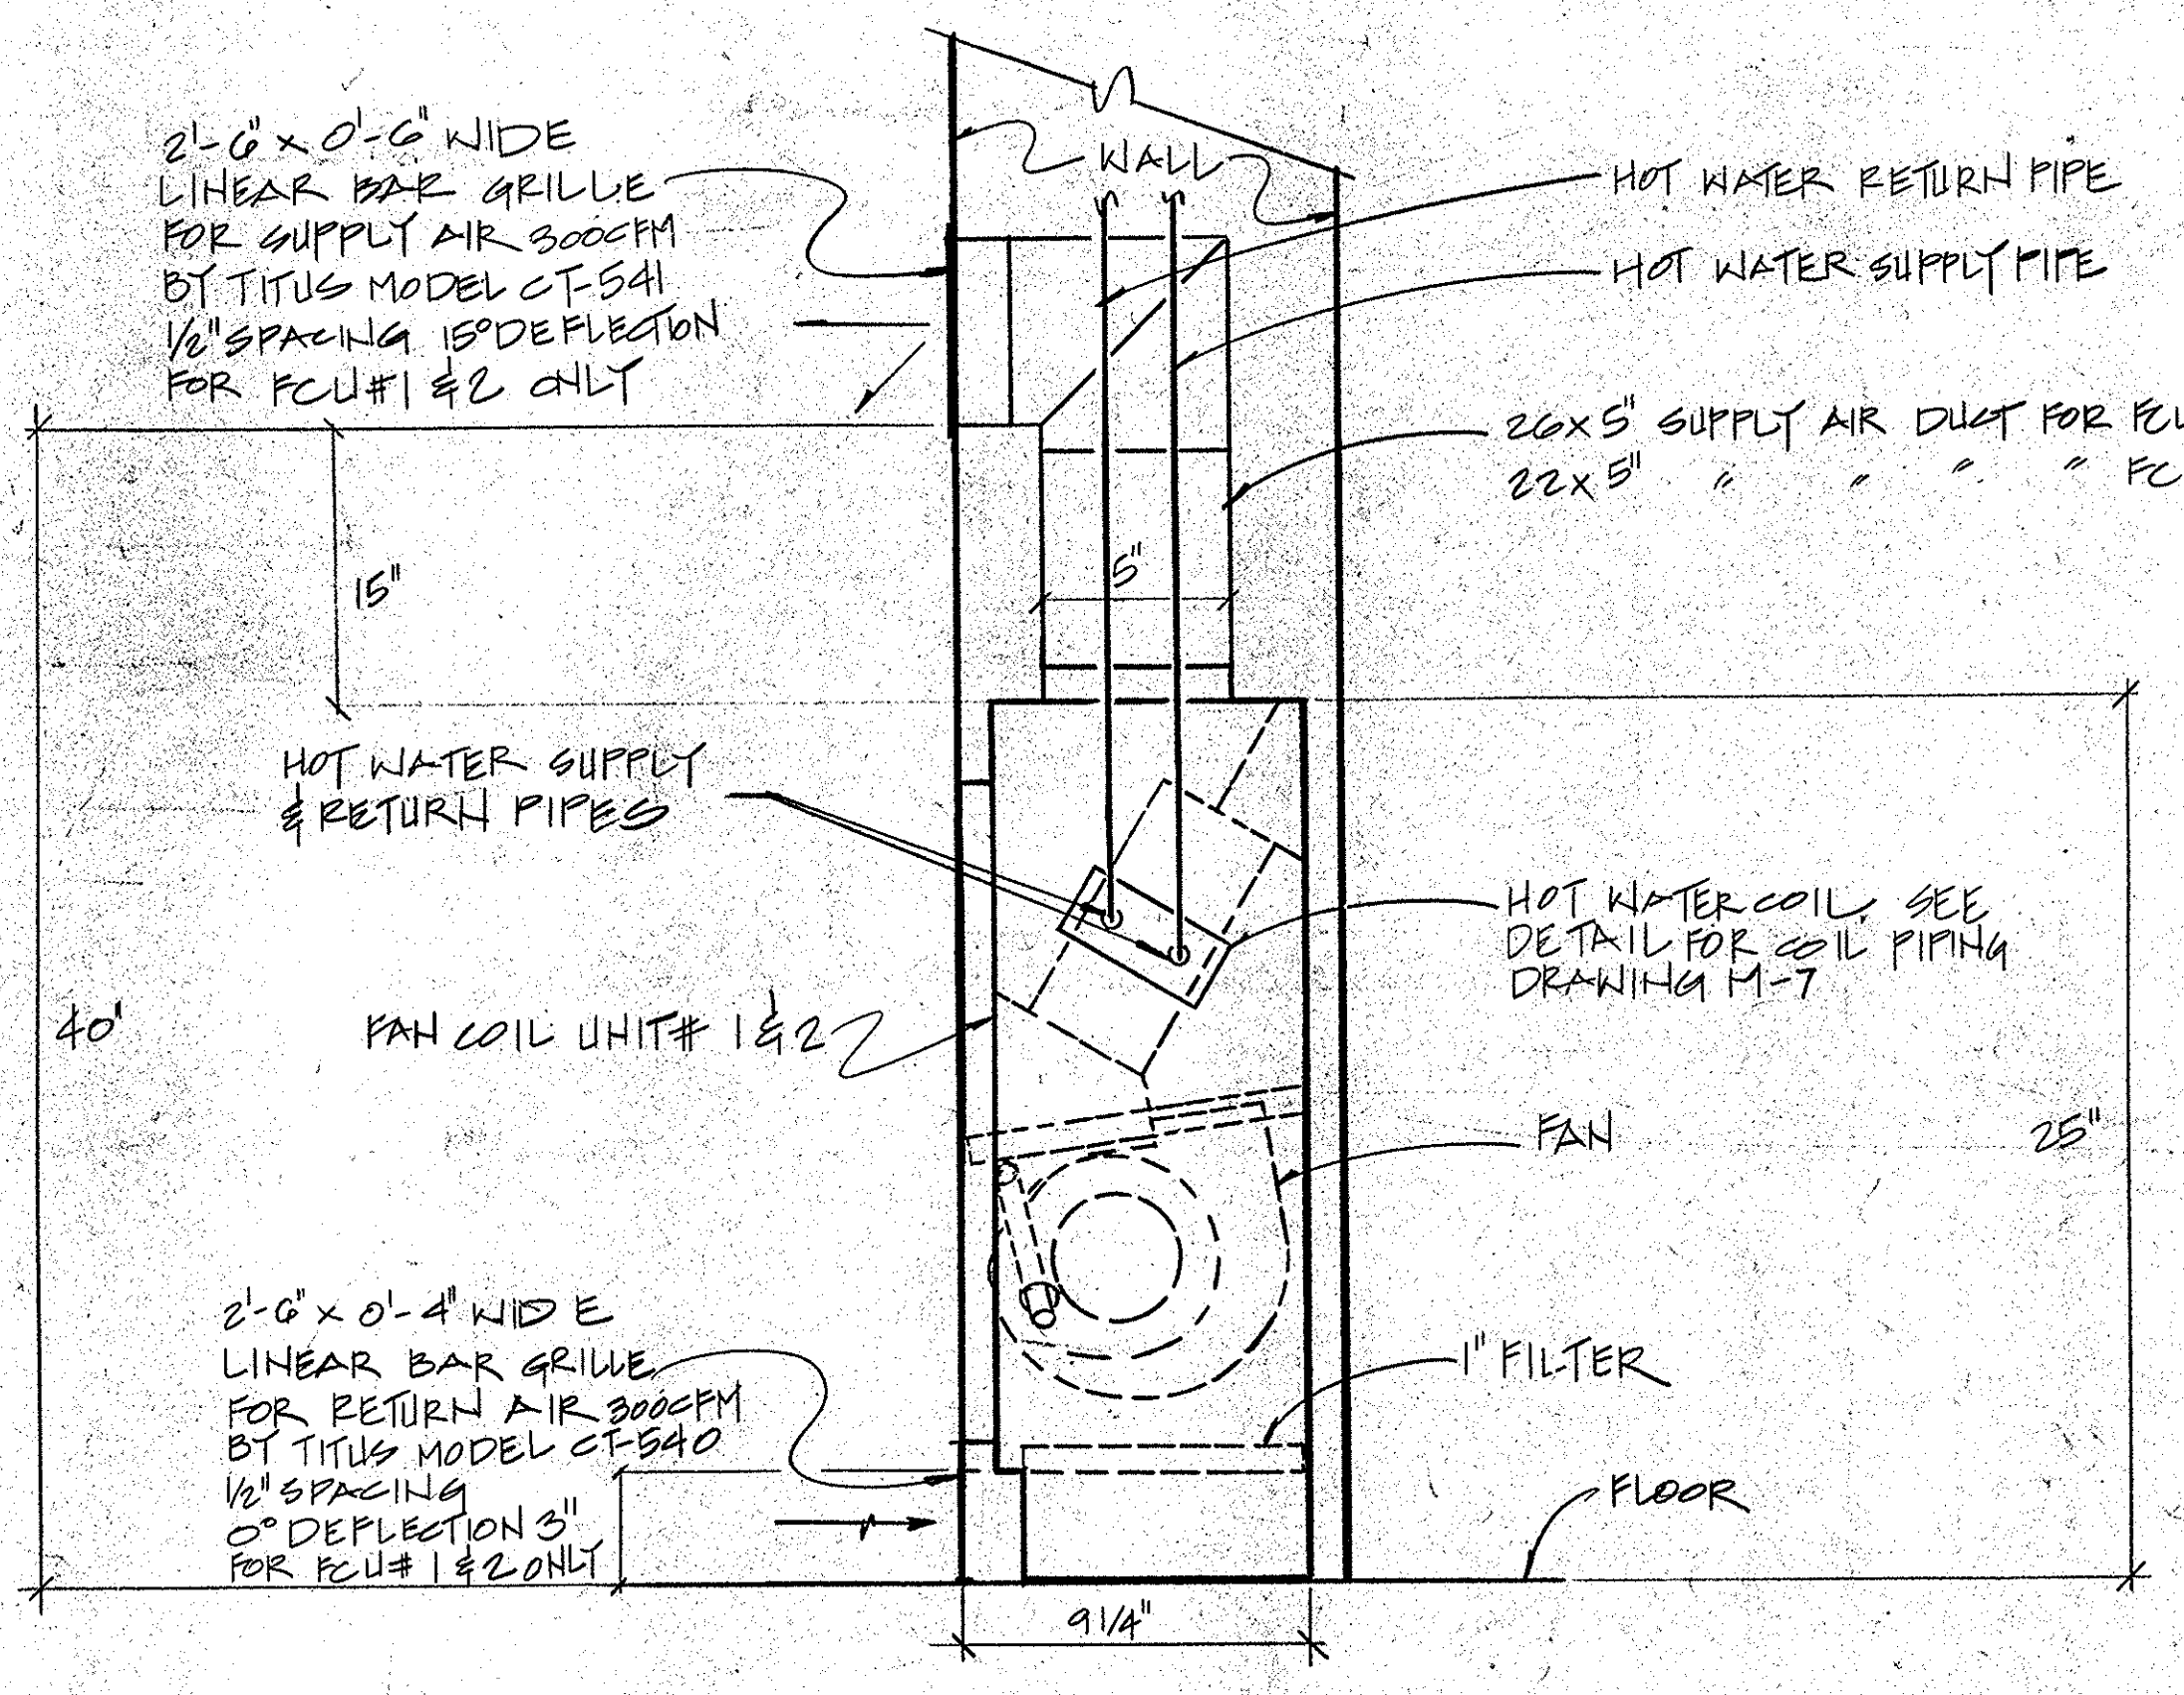 2'-6" x 0'-6" WIDE
LINEAR BAR GRILLE
FOR SUPPLY AIR 300CFM
BY TITUS MODEL CT-541
1/2" SPACING 15° DEFLECTION
FOR FCU#1 & 2 ONLY
WALL
HOT WATER RETURN PIPE
HOT WATER SUPPLY PIPE
26x5" SUPPLY AIR DUCT FOR FCU
22x5" " " " " FC
15"
5"
HOT WATER SUPPLY
& RETURN PIPES
HOT WATER COIL. SEE
DETAIL FOR COIL PIPING
DRAWING M-7
40'
FAN COIL UNIT# 1 & 2
FAN
25"
2'-6" x 0'-4" WIDE
LINEAR BAR GRILLE
FOR RETURN AIR 300CFM
BY TITUS MODEL CT-540
1/2" SPACING
0° DEFLECTION 3"
FOR FCU# 1 & 2 ONLY
1" FILTER
FLOOR
9 1/4"